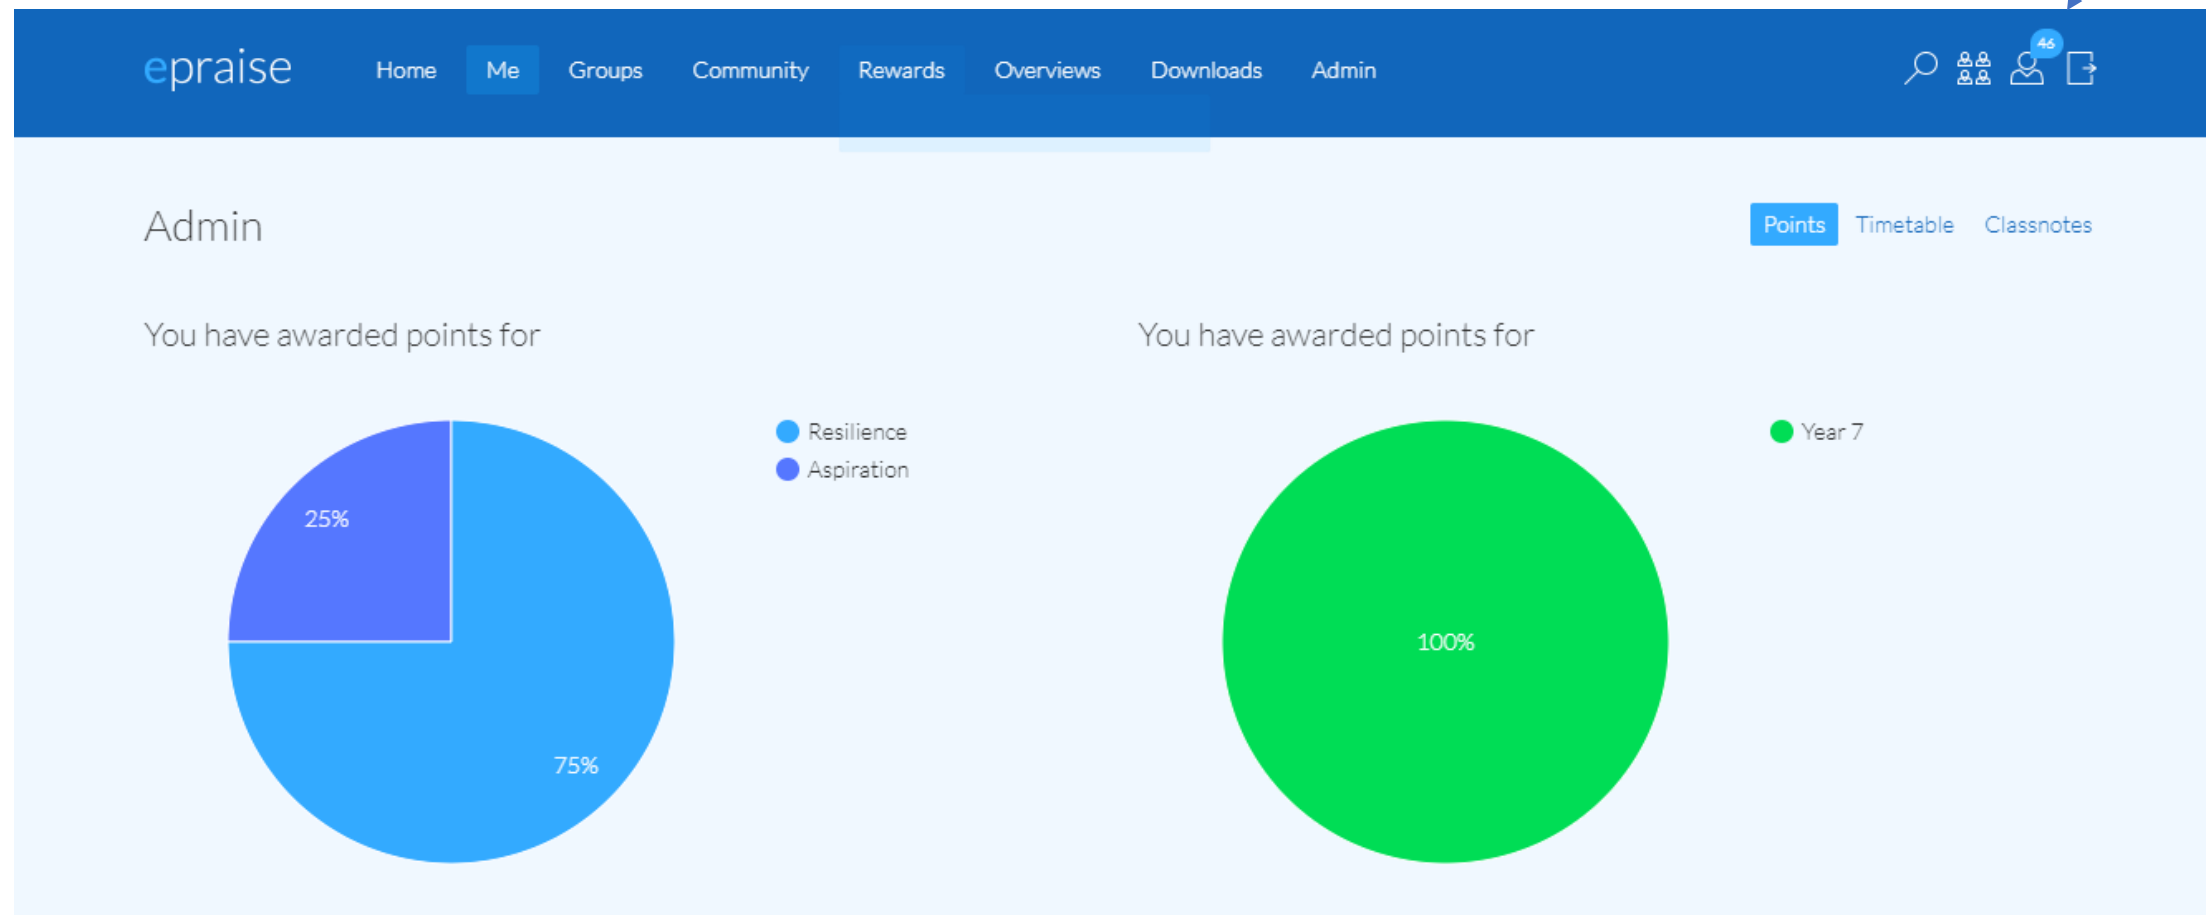 epraise Home Me Groups Community Rewards Overviews Downloads Admin 46
Admin Points Timetable Classnotes
You have awarded points for
Resilience
Aspiration
25%
75%
You have awarded points for
Year 7
100%